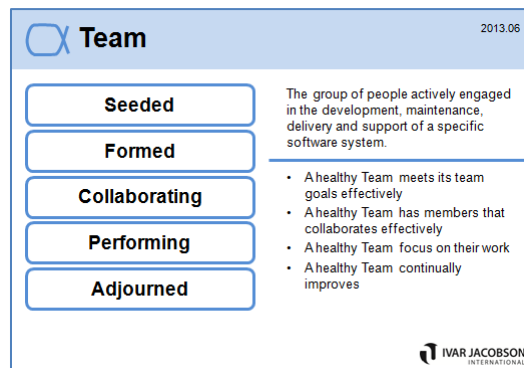 Team
2013.06
Seeded
Formed
Collaborating
Performing
Adjourned
The group of people actively engaged
in the development, maintenance,
delivery and support of a specific
software system.
• A healthy Team meets its team
goals effectively
• A healthy Team has members that
collaborates effectively
• A healthy Team focus on their work
• A healthy Team continually
improves
IVAR JACOBSON
INTERNATIONAL